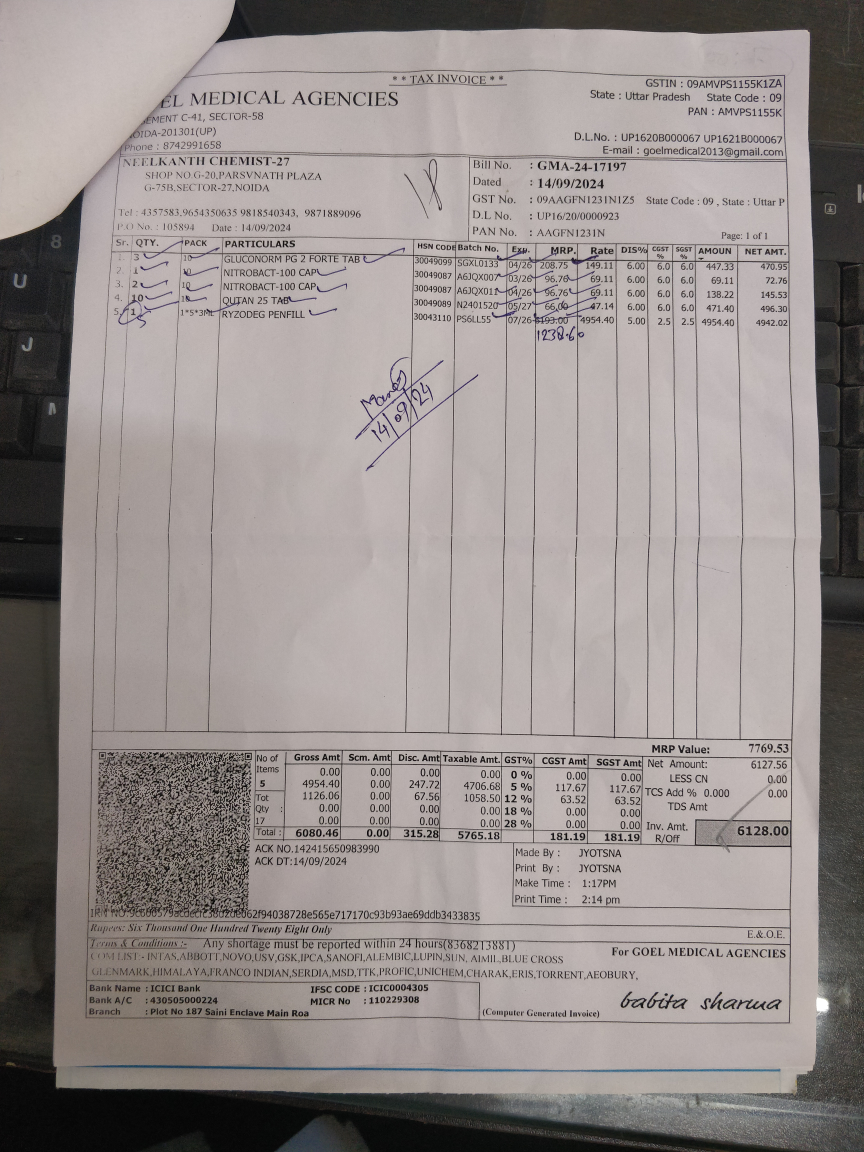 * * TAX INVOICE * *
GSTIN : 09AMVPS1155K1ZA
State : Uttar Pradesh State Code : 09
PAN : AMVPS1155K
EL MEDICAL AGENCIES
EMENT C-41, SECTOR-58
OIDA-201301(UP)
Phone : 8742991658
D.L.No. : UP1620B000067 UP1621B000067
E-mail : goelmedical2013@gmail.com
NEELKANTH CHEMIST-27
SHOP NO.G-20,PARSVNATH PLAZA
G-75B,SECTOR-27,NOIDA
Tel : 4357583,9654350635 9818540343, 9871889096
P.O No. : 105894 Date : 14/09/2024
18
Bill No. : GMA-24-17197
Dated : 14/09/2024
GST No. : 09AAGFN1231N1Z5 State Code : 09 , State : Uttar P
D.L No. : UP16/20/0000923
PAN No. : AAGFN1231N Page: 1 of 1
Sr. QTY. PACK PARTICULARS HSN CODE Batch No. Exp. MRP. Rate DIS% CGST % SGST % AMOUN NET AMT.
1. 3 10 GLUCONORM PG 2 FORTE TAB 30049099 SGXL0133 04/26 208.75 149.11 6.00 6.0 6.0 447.33 470.95
2. 1 10 NITROBACT-100 CAP 30049087 A6JQX007 03/26 96.76 69.11 6.00 6.0 6.0 69.11 72.76
3. 2 10 NITROBACT-100 CAP 30049087 A6JQX011 04/26 96.76 69.11 6.00 6.0 6.0 138.22 145.53
4. 10 10 QUTAN 25 TAB 30049089 N2401520 05/27 66.00 47.14 6.00 6.0 6.0 471.40 496.30
5. 1 1*5*3ML RYZODEG PENFILL 30043110 PS6LL55 07/26 6193.00 4954.40 5.00 2.5 2.5 4954.40 4942.02
5
1238.60
14/09/24
MRP Value: 7769.53
No of Items Gross Amt Scm. Amt Disc. Amt Taxable Amt. GST% CGST Amt SGST Amt
0.00 0.00 0.00 0.00 0 % 0.00 0.00
5 4954.40 0.00 247.72 4706.68 5 % 117.67 117.67
Tot 1126.06 0.00 67.56 1058.50 12 % 63.52 63.52
Qty : 0.00 0.00 0.00 0.00 18 % 0.00 0.00
17 0.00 0.00 0.00 0.00 28 % 0.00 0.00
Total : 6080.46 0.00 315.28 5765.18 181.19 181.19
Net Amount: 6127.56
LESS CN 0.00
TCS Add % 0.000 0.00
TDS Amt
Inv. Amt. R/Off 6128.00
ACK NO.142415650983990
ACK DT:14/09/2024
Made By : JYOTSNA
Print By : JYOTSNA
Make Time : 1:17PM
Print Time : 2:14 pm
Rupees: Six Thousand One Hundred Twenty Eight Only
E.& O.E.
Terms & Conditions :- Any shortage must be reported within 24 hours(8368213881)
COM LIST - INTAS,ABBOTT,NOVO,USV,GSK,IPCA,SANOFI,ALEMBIC,LUPIN,SUN, AIMIL,BLUE CROSS
GLENMARK,HIMALAYA,FRANCO INDIAN,SERDIA,MSD,TTK,PROFIC,UNICHEM,CHARAK,ERIS,TORRENT,AEOBURY,
For GOEL MEDICAL AGENCIES
Bank Name : ICICI Bank IFSC CODE : ICIC0004305
Bank A/C : 430505000224 MICR No : 110229308
Branch : Plot No 187 Saini Enclave Main Roa
(Computer Generated Invoice)
babita sharma